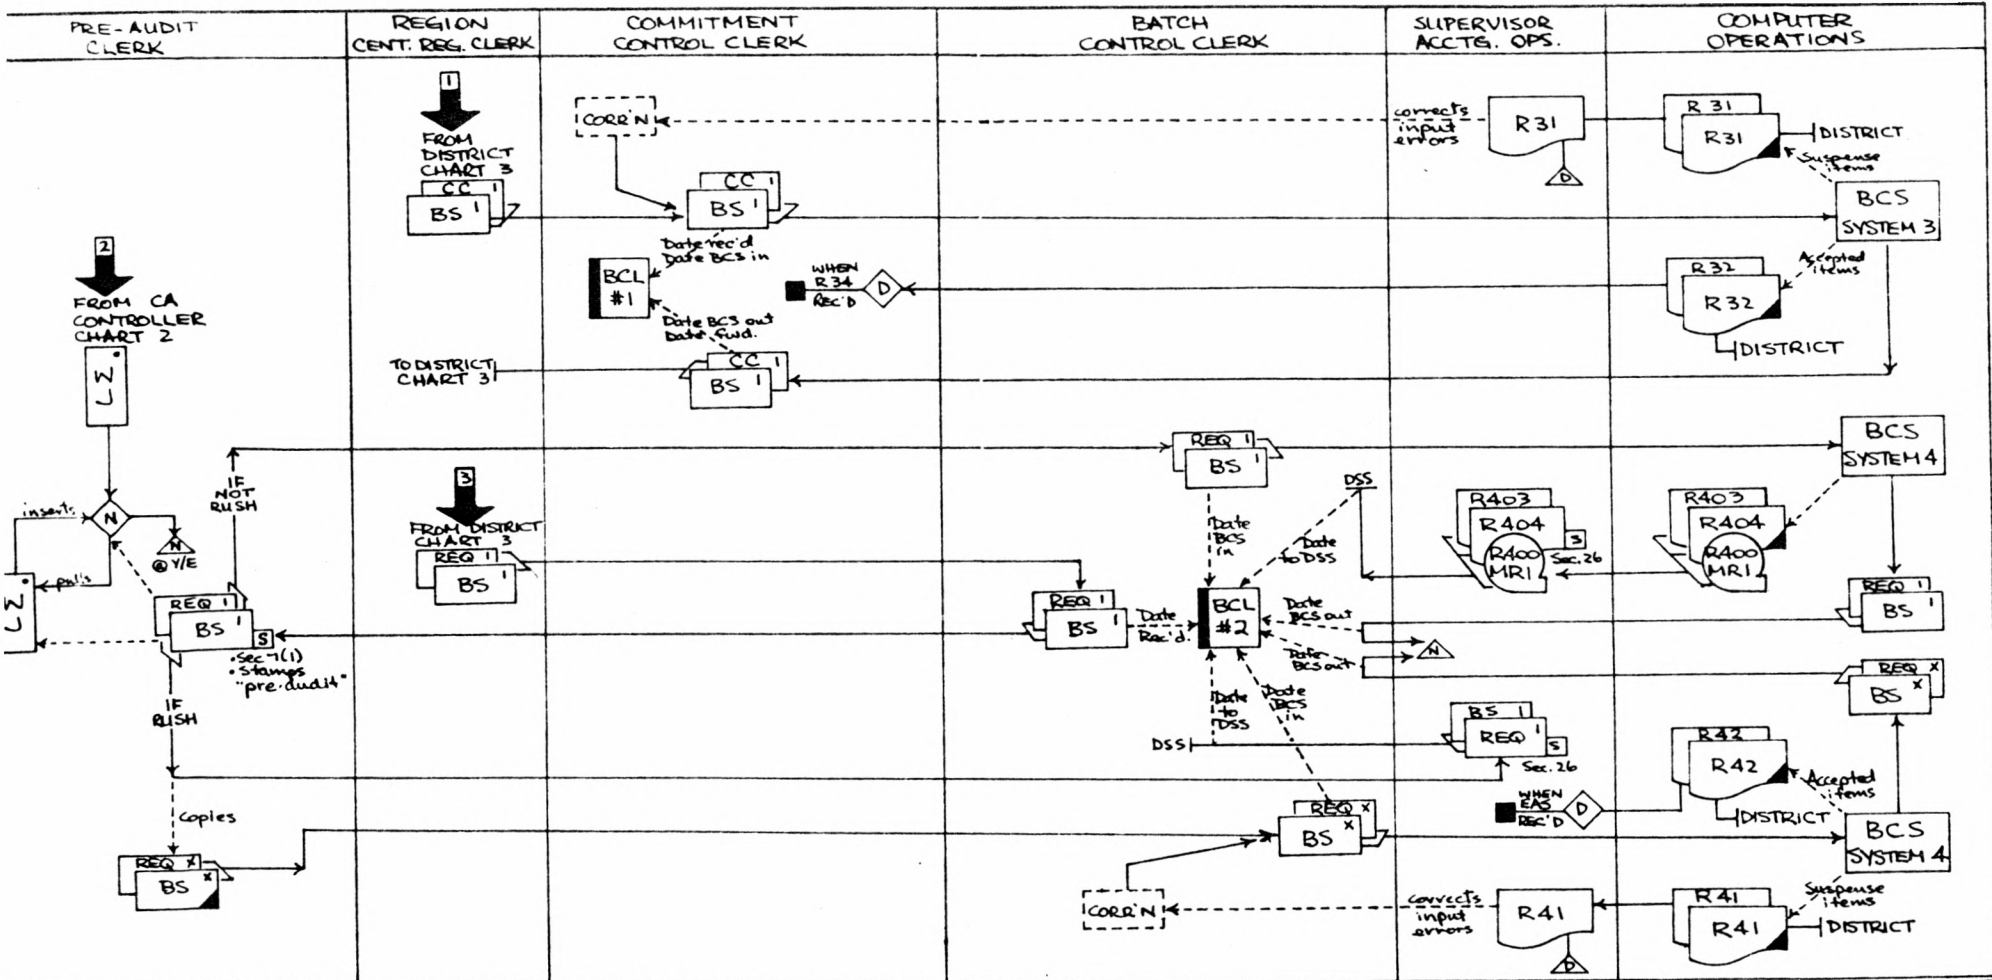 PRE-AUDIT
CLERK
REGION
CENT. REG. CLERK
COMMITMENT
CONTROL CLERK
BATCH
CONTROL CLERK
SUPERVISOR
ACCTG. OPS.
COMPUTER
OPERATIONS
1
FROM
DISTRICT
CHART 3
CC 1
BS 1
CORR'N
CC 1
BS 1
corrects
input
errors
R31
D
R 31
R31
DISTRICT
Suspense
items
BCS
SYSTEM 3
Date rec'd
Date BCS in
BCL
#1
Date BCS out
Date fwd.
WHEN
R34
REC'D
D
Accepted
items
R32
R32
DISTRICT
TO DISTRICT
CHART 3
CC 1
BS 1
2
FROM CA
CONTROLLER
CHART 2
LΣ
inserts
N
N
@ Y/E
pulls
LΣ
IF
NOT
RUSH
REQ 1
BS 1
S
•Sec 7(1)
•Stamps
"pre-audit"
IF
RUSH
copies
REQ X
BS X
3
FROM DISTRICT
CHART 3
REQ 1
BS 1
REQ 1
BS 1
BCS
SYSTEM 4
Date
BCS
in
DSS
Date
to DSS
R403
R404
R400
MR1
S
Sec. 26
R403
R404
R400
MR1
REQ 1
BS 1
Date
Rec'd.
BCL
#2
Date
BCS out
Date
BCS out
N
REQ 1
BS 1
REQ X
BS X
Date
to
DSS
Date
BCS
in
DSS
BS 1
REQ 1
S
Sec. 26
R42
R42
Accepted
items
DISTRICT
WHEN
EAS
REC'D
D
REQ X
BS X
BCS
SYSTEM 4
CORR'N
corrects
input
errors
R41
D
R41
R41
Suspense
items
DISTRICT